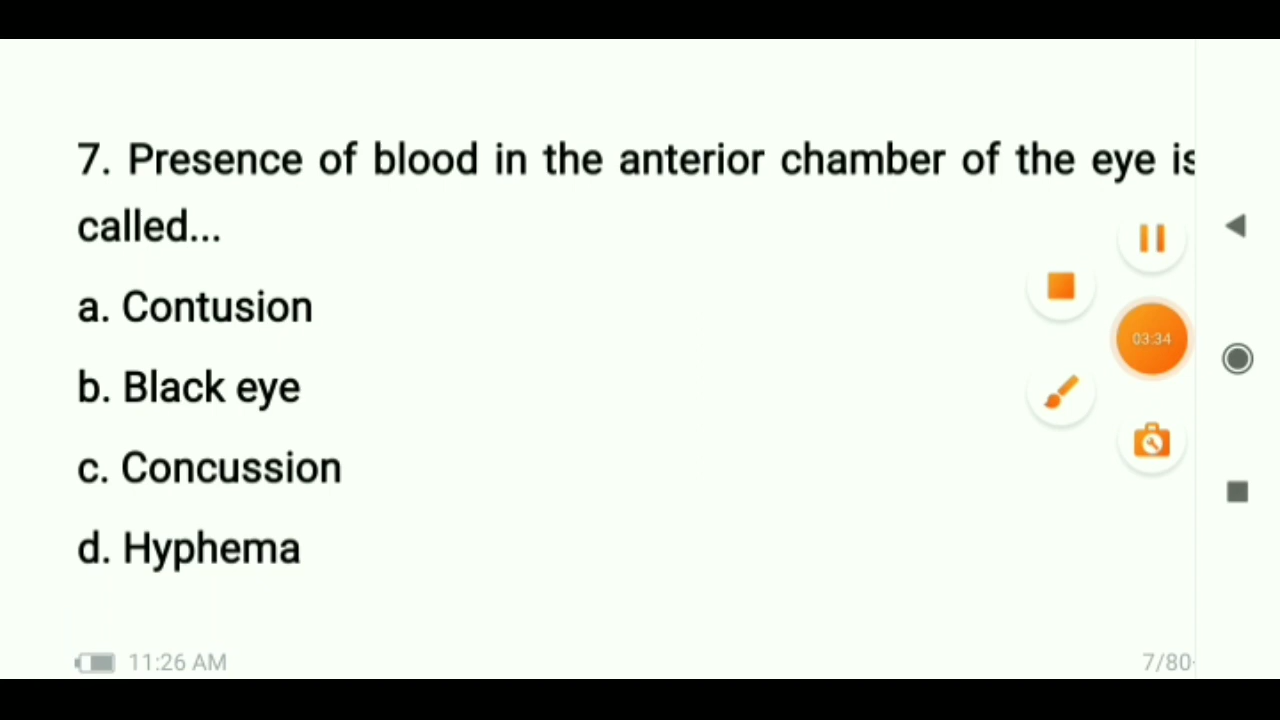 7. Presence of blood in the anterior chamber of the eye is
called...
a. Contusion
b. Black eye
c. Concussion
d. Hyphema
03:34
11:26 AM
7/80